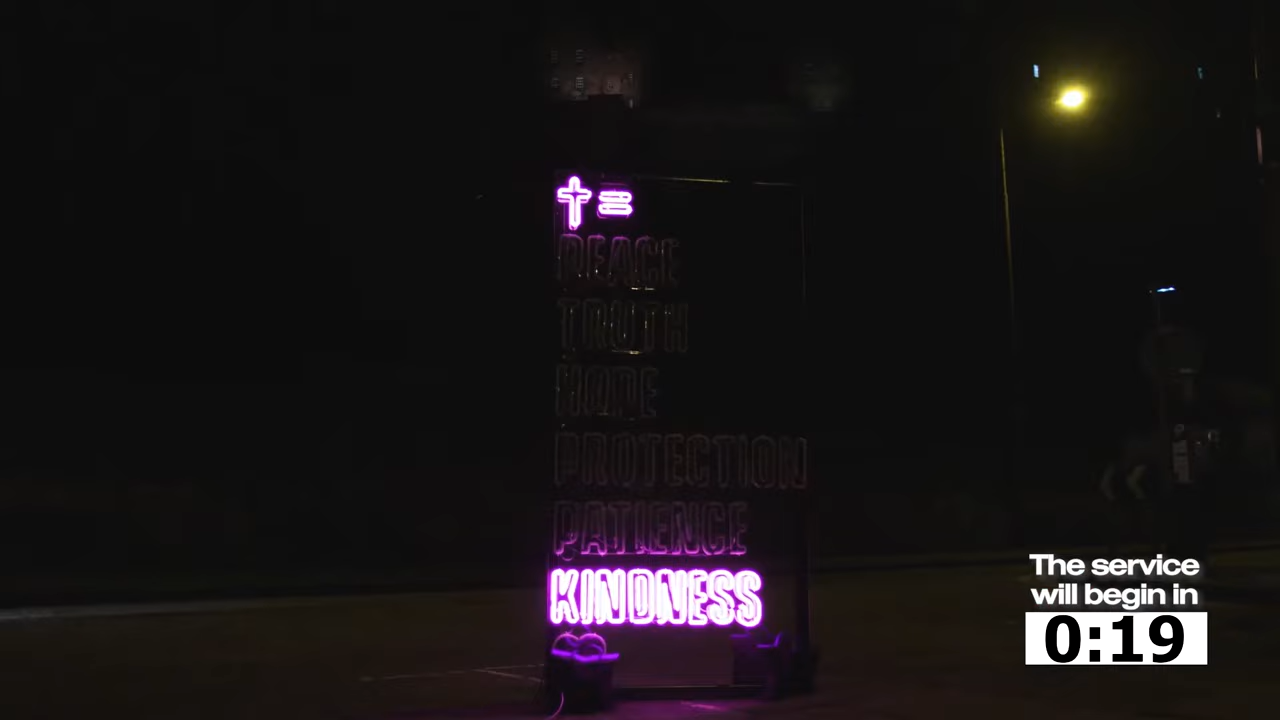 ✝ =
PEACE
TRUTH
HOPE
PROTECTION
PATIENCE
KINDNESS
The service
will begin in
0:19